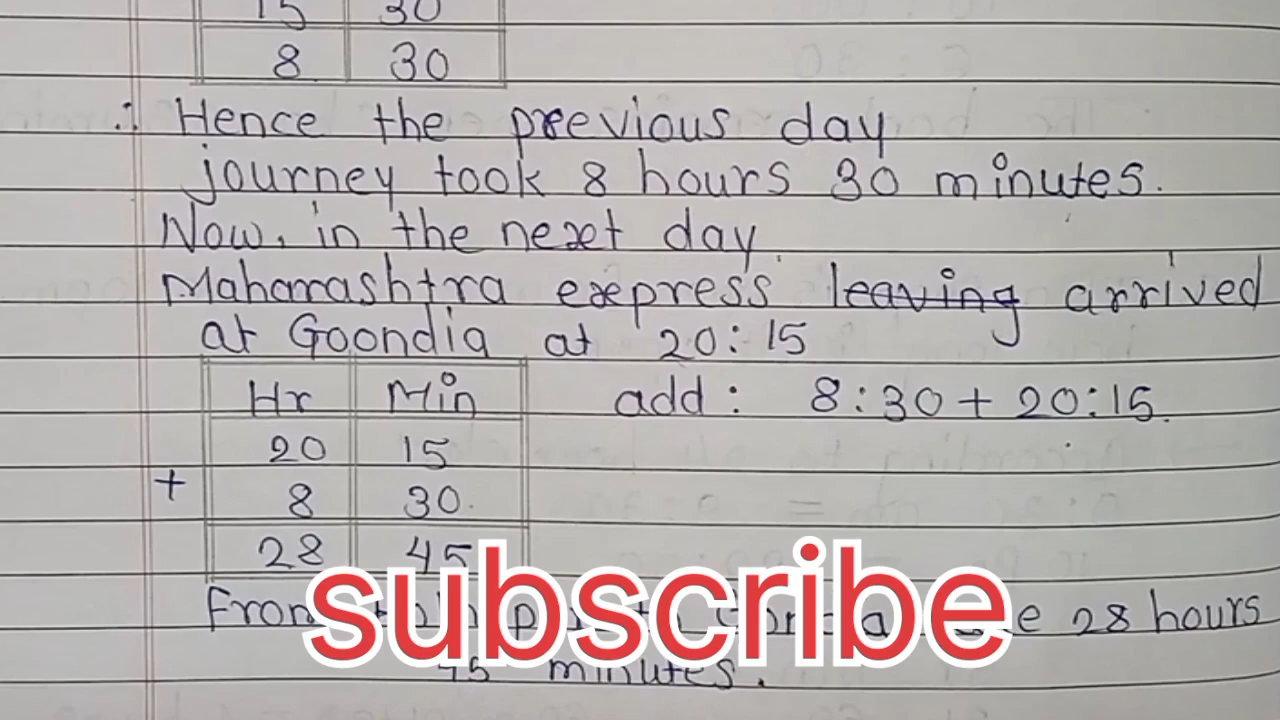 15 30
8 30
∴ Hence the previous day
journey took 8 hours 30 minutes.
Now, in the next day
Maharashtra express leaving arrived
at Goondia at 20:15
Hr Min add: 8:30 + 20:15.
20 15
+ 8 30.
28 45
subscribe
From 28 hours
45 minutes.